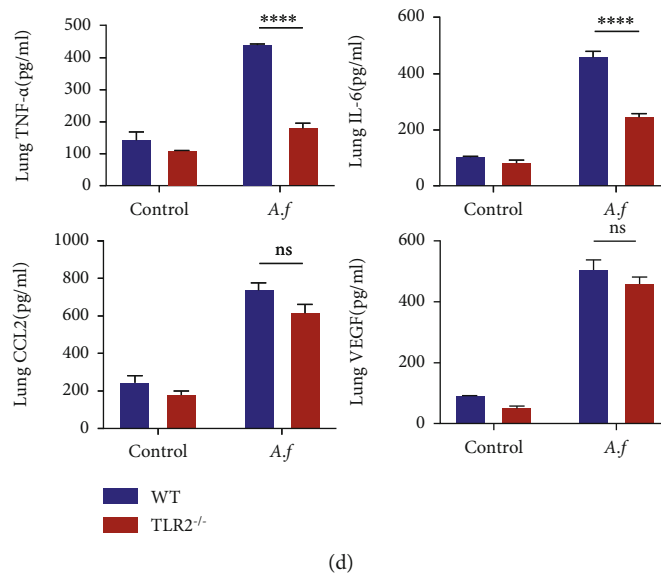 Lung TNF-α(pg/ml)
500
400
300
200
100
0
****
Control
A.f
Lung IL-6(pg/ml)
600
400
200
0
****
Control
A.f
Lung CCL2(pg/ml)
1000
800
600
400
200
0
ns
Control
A.f
Lung VEGF(pg/ml)
600
400
200
0
ns
Control
A.f
WT
TLR2-/-
(d)